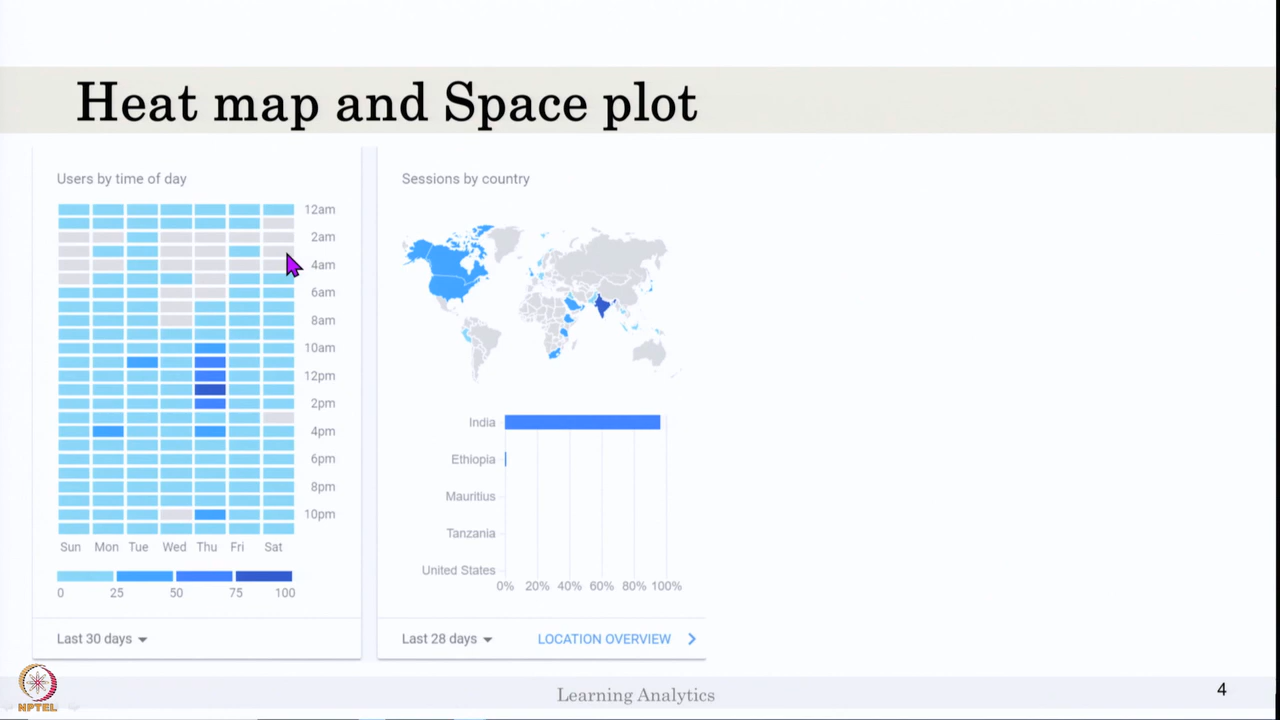 Heat map and Space plot
Users by time of day
12am
2am
4am
6am
8am
10am
12pm
2pm
4pm
6pm
8pm
10pm
Sun Mon Tue Wed Thu Fri Sat
0 25 50 75 100
Last 30 days
Sessions by country
India
Ethiopia
Mauritius
Tanzania
United States
0% 20% 40% 60% 80% 100%
Last 28 days LOCATION OVERVIEW
NPTEL
Learning Analytics
4